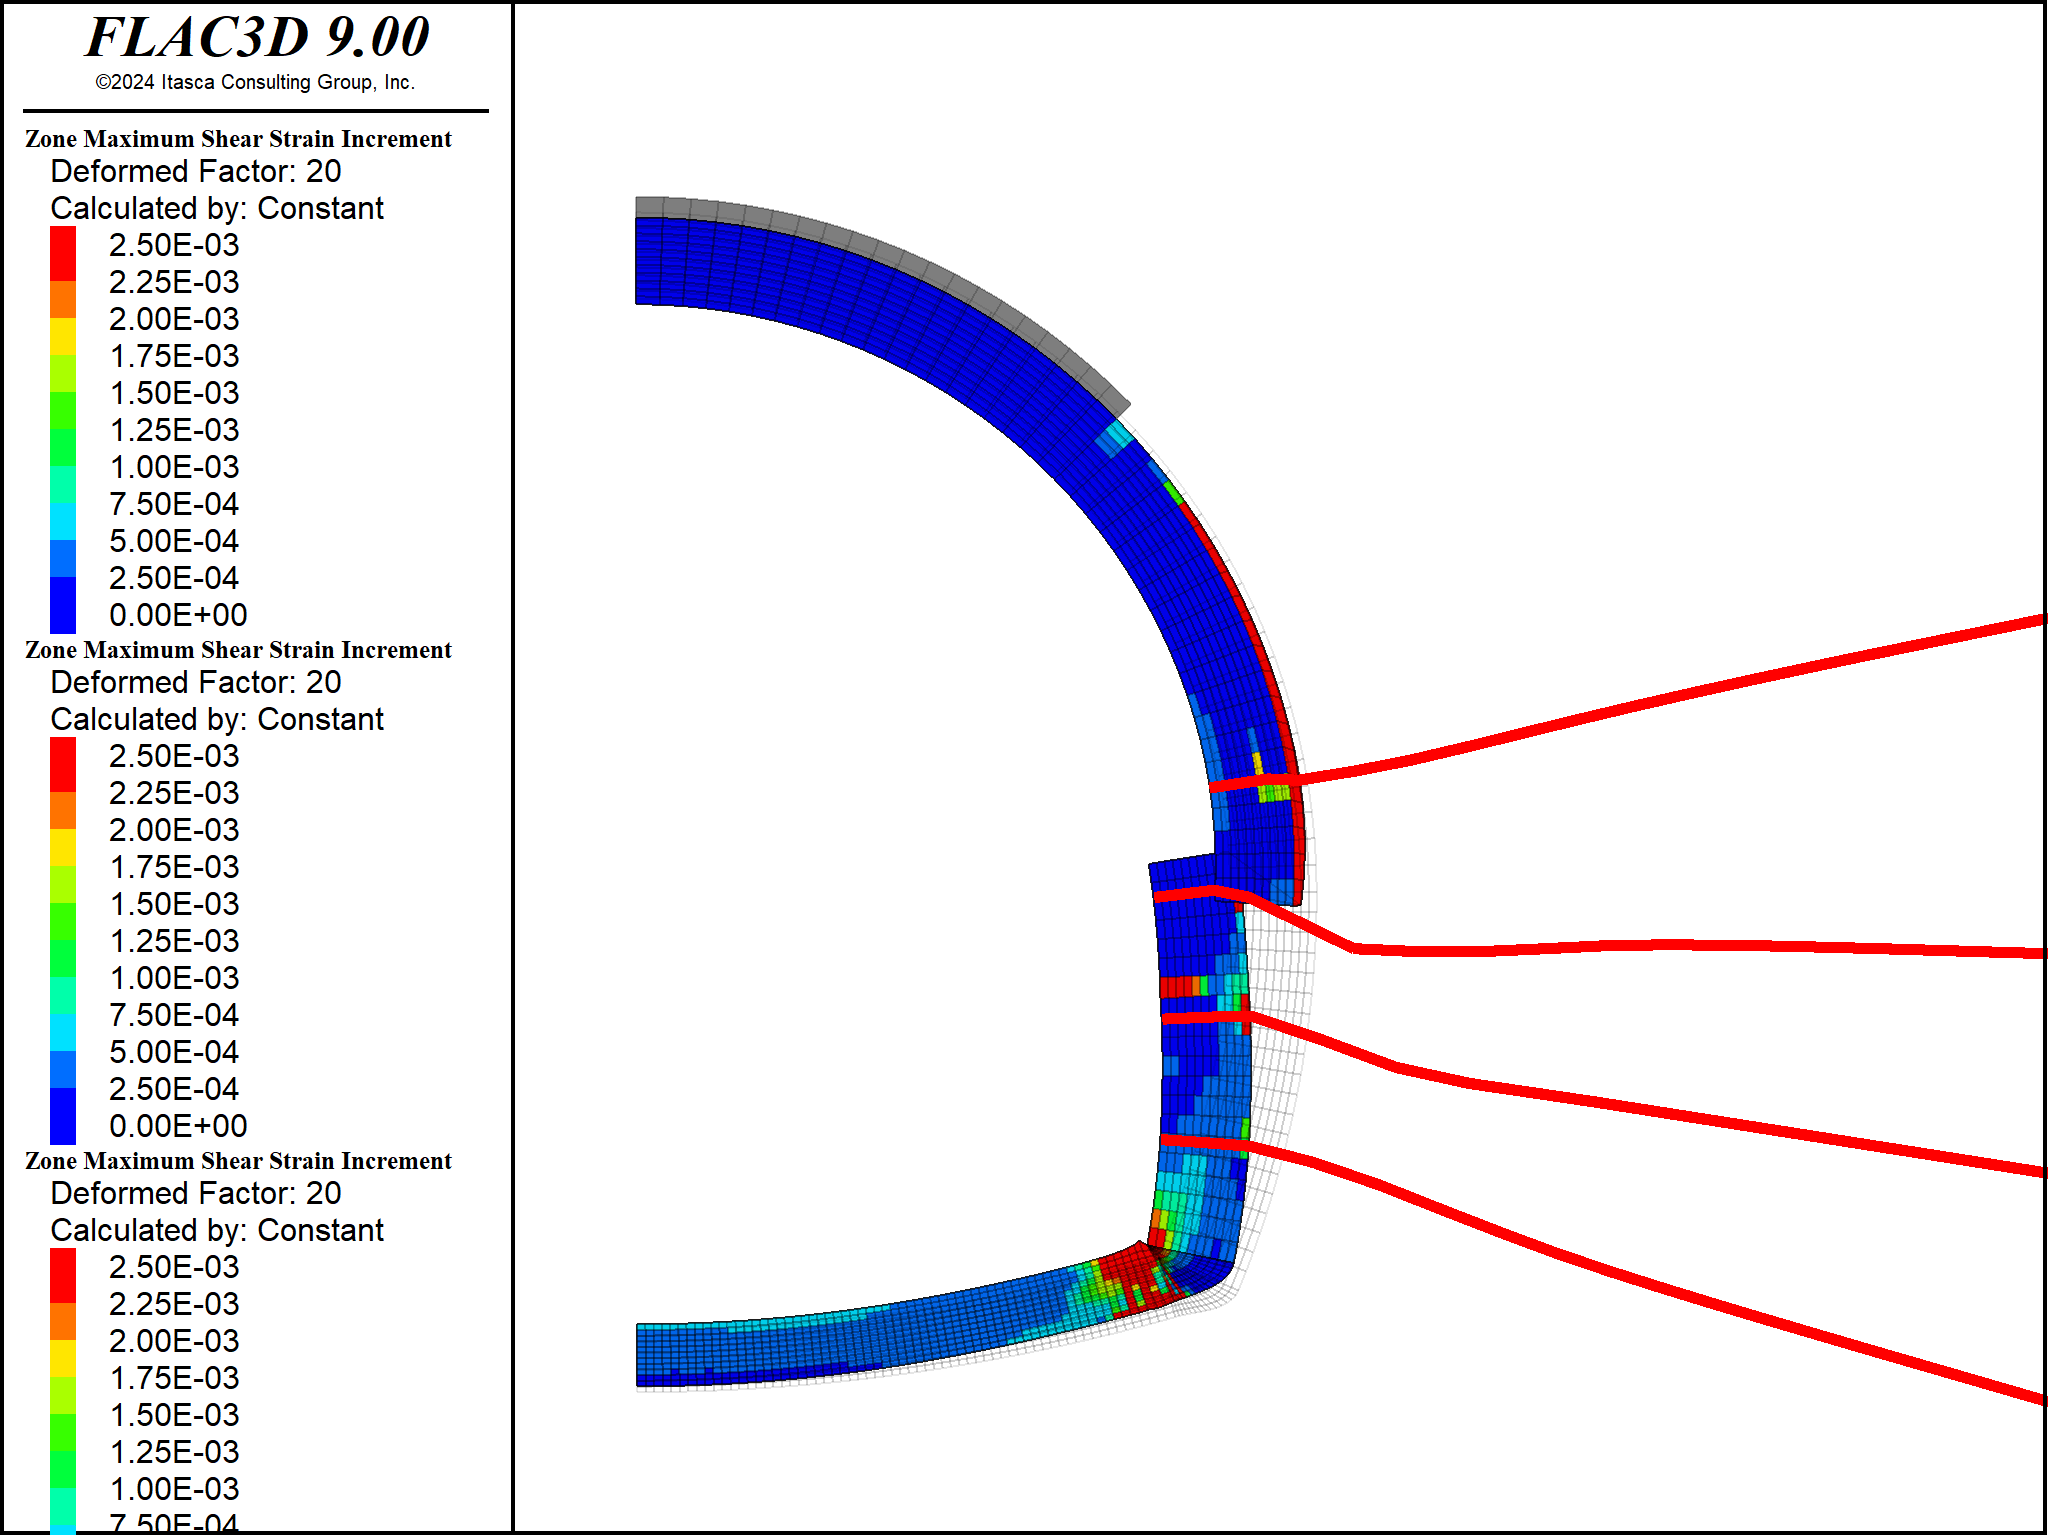 FLAC3D 9.00
©2024 Itasca Consulting Group, Inc.
Zone Maximum Shear Strain Increment
Deformed Factor: 20
Calculated by: Constant
2.50E-03
2.25E-03
2.00E-03
1.75E-03
1.50E-03
1.25E-03
1.00E-03
7.50E-04
5.00E-04
2.50E-04
0.00E+00
Zone Maximum Shear Strain Increment
Deformed Factor: 20
Calculated by: Constant
2.50E-03
2.25E-03
2.00E-03
1.75E-03
1.50E-03
1.25E-03
1.00E-03
7.50E-04
5.00E-04
2.50E-04
0.00E+00
Zone Maximum Shear Strain Increment
Deformed Factor: 20
Calculated by: Constant
2.50E-03
2.25E-03
2.00E-03
1.75E-03
1.50E-03
1.25E-03
1.00E-03
7.50E-04